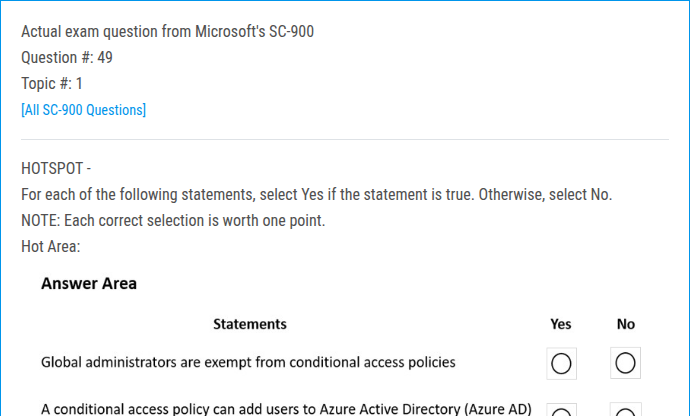 Actual exam question from Microsoft's SC-900
Question #: 49
Topic #: 1
[All SC-900 Questions]
HOTSPOT -
For each of the following statements, select Yes if the statement is true. Otherwise, select No.
NOTE: Each correct selection is worth one point.
Hot Area:
Answer Area
Statements Yes No
Global administrators are exempt from conditional access policies
A conditional access policy can add users to Azure Active Directory (Azure AD)